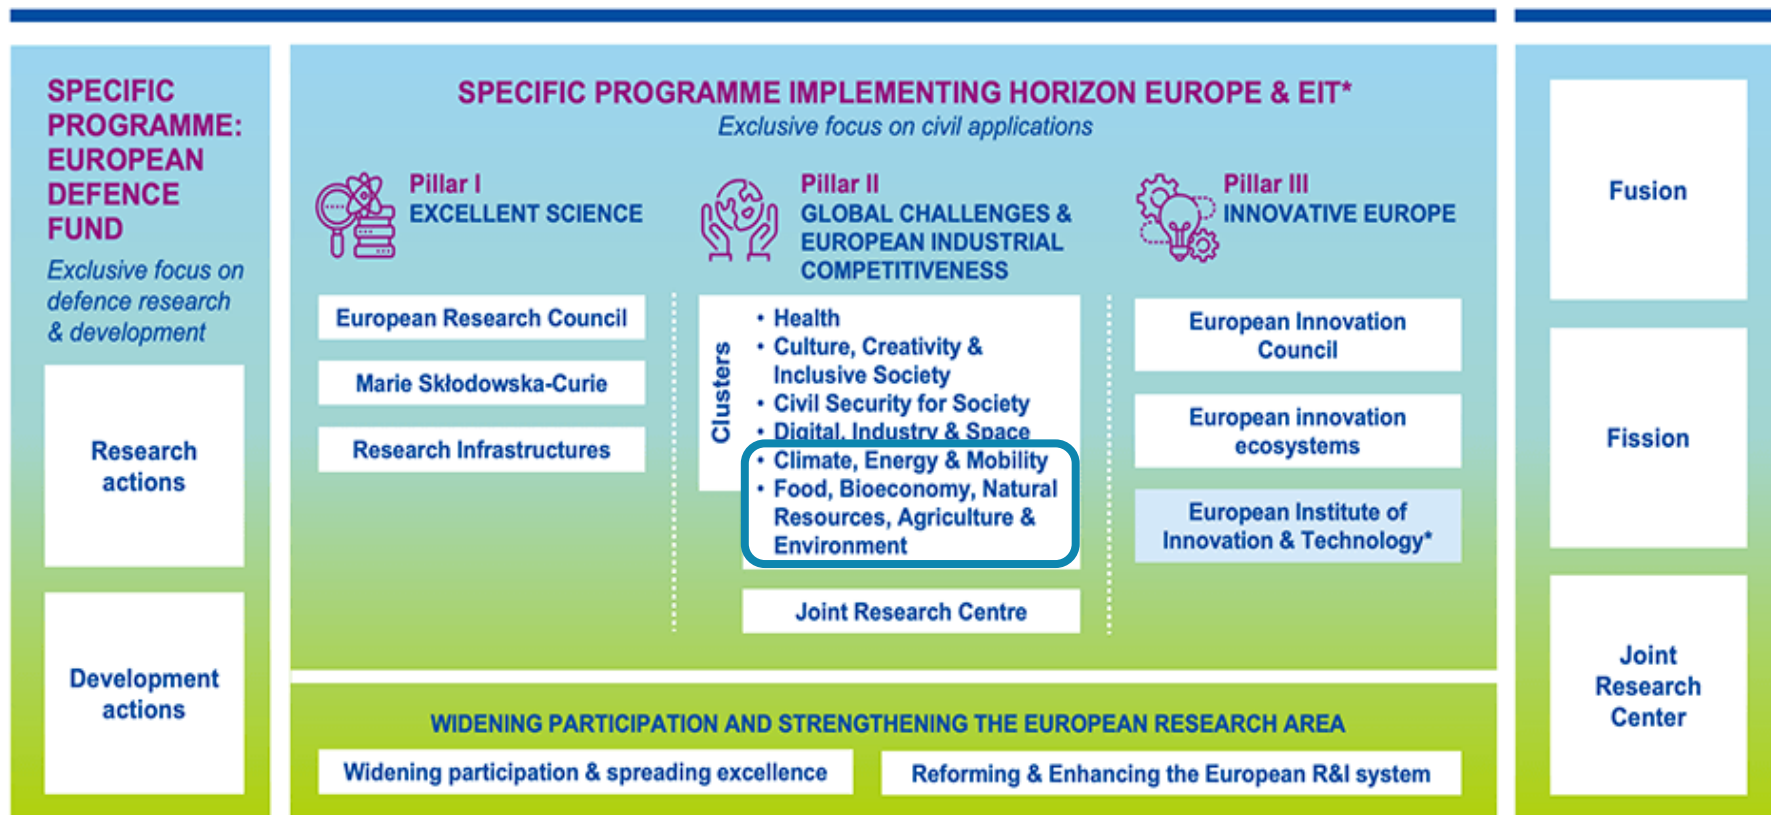 SPECIFIC
PROGRAMME:
EUROPEAN
DEFENCE
FUND
Exclusive focus on
defence research
& development
Research
actions
Development
actions
SPECIFIC PROGRAMME IMPLEMENTING HORIZON EUROPE & EIT*
Exclusive focus on civil applications
Pillar I
EXCELLENT SCIENCE
European Research Council
Marie Skłodowska-Curie
Research Infrastructures
Pillar II
GLOBAL CHALLENGES &
EUROPEAN INDUSTRIAL
COMPETITIVENESS
Clusters
• Health
• Culture, Creativity &
Inclusive Society
• Civil Security for Society
• Digital, Industry & Space
• Climate, Energy & Mobility
• Food, Bioeconomy, Natural
Resources, Agriculture &
Environment
Joint Research Centre
Pillar III
INNOVATIVE EUROPE
European Innovation
Council
European innovation
ecosystems
European Institute of
Innovation & Technology*
WIDENING PARTICIPATION AND STRENGTHENING THE EUROPEAN RESEARCH AREA
Widening participation & spreading excellence
Reforming & Enhancing the European R&I system
Fusion
Fission
Joint
Research
Center